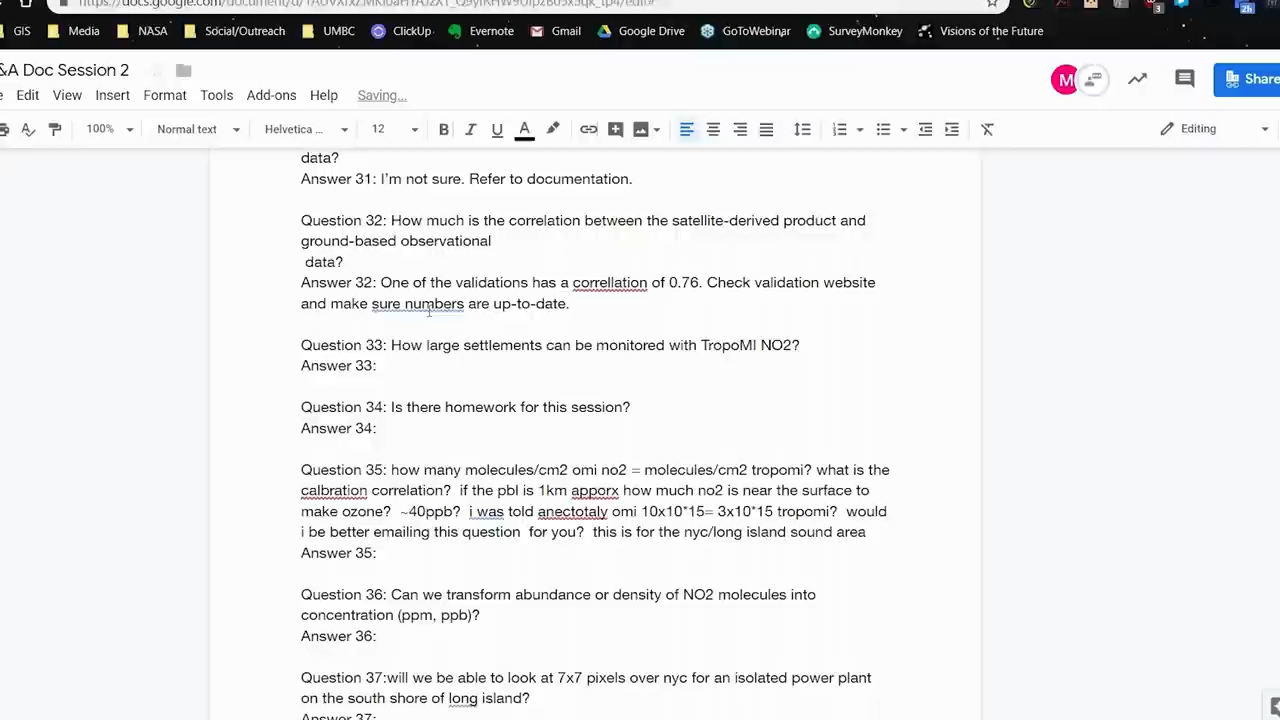 GIS Media NASA Social/Outreach UMBC ClickUp Evernote Gmail Google Drive GoToWebinar SurveyMonkey Visions of the Future
&A Doc Session 2
Edit View Insert Format Tools Add-ons Help Saving...
M Share
100% Normal text Helvetica ... 12 B I U A Editing
data?
Answer 31: I'm not sure. Refer to documentation.
Question 32: How much is the correlation between the satellite-derived product and
ground-based observational
data?
Answer 32: One of the validations has a correllation of 0.76. Check validation website
and make sure numbers are up-to-date.
Question 33: How large settlements can be monitored with TropoMI NO2?
Answer 33:
Question 34: Is there homework for this session?
Answer 34:
Question 35: how many molecules/cm2 omi no2 = molecules/cm2 tropomi? what is the
calbration correlation? if the pbl is 1km apporx how much no2 is near the surface to
make ozone? ~40ppb? i was told anectotaly omi 10x10*15= 3x10*15 tropomi? would
i be better emailing this question for you? this is for the nyc/long island sound area
Answer 35:
Question 36: Can we transform abundance or density of NO2 molecules into
concentration (ppm, ppb)?
Answer 36:
Question 37:will we be able to look at 7x7 pixels over nyc for an isolated power plant
on the south shore of long island?
Answer 37: